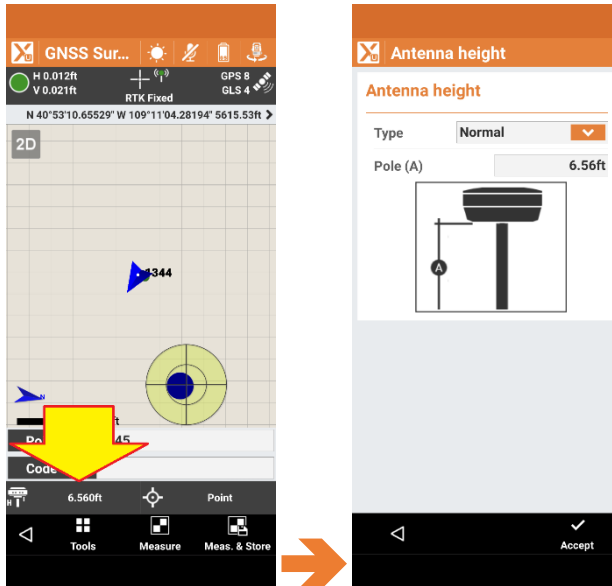 GNSS Sur...
H 0.012ft
V 0.021ft
RTK Fixed
GPS 8
GLS 4
N 40°53'10.65529" W 109°11'04.28194" 5615.53ft
2D
1344
N
t
Po
45
Code
H
6.560ft
Point
Tools
Measure
Meas. & Store
Antenna height
Antenna height
Type
Normal
Pole (A)
6.56ft
A
Accept